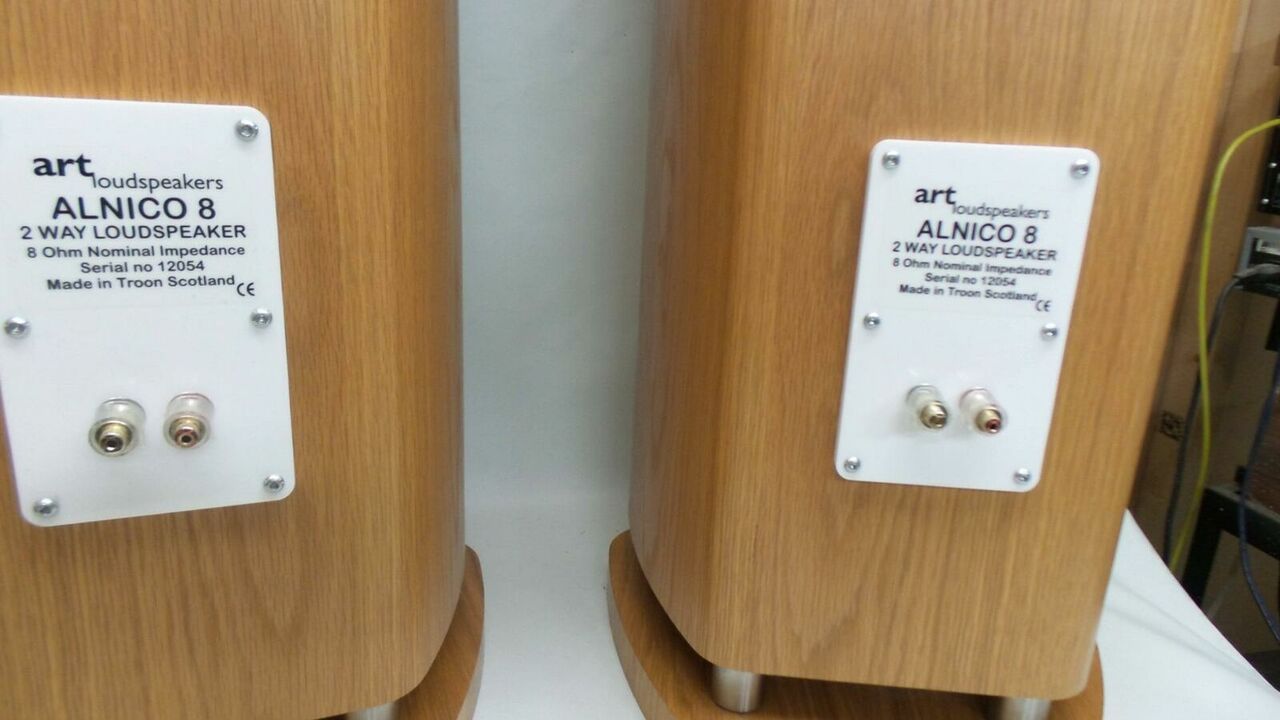 art loudspeakers
ALNICO 8
2 WAY LOUDSPEAKER
8 Ohm Nominal Impedance
Serial no 12054
Made in Troon Scotland CE
art loudspeakers
ALNICO 8
2 WAY LOUDSPEAKER
8 Ohm Nominal Impedance
Serial no 12054
Made in Troon Scotland CE